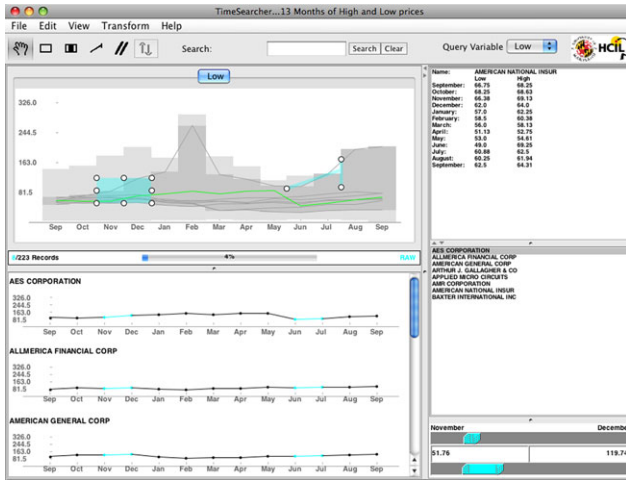 TimeSearcher...13 Months of High and Low prices
File Edit View Transform Help
Search: Search Clear Query Variable Low HCIL
Low
326.0
244.5
163.0
81.5
Sep Oct Nov Dec Jan Feb Mar Apr May Jun Jul Aug Sep
/223 Records 4% RAW
Name: AMERICAN NATIONAL INSUR
Low High
September: 66.75 68.25
October: 68.25 68.63
November: 66.38 69.13
December: 62.0 64.0
January: 57.0 62.25
February: 58.5 60.38
March: 56.0 58.13
April: 51.13 52.75
May: 53.0 54.61
June: 49.0 69.25
July: 60.88 62.5
August: 60.25 61.94
September: 62.5 64.31
AES CORPORATION
ALLMERICA FINANCIAL CORP
AMERICAN GENERAL CORP
ARTHUR J. GALLAGHER & CO
APPLIED MICRO CIRCUITS
AMR CORPORATION
AMERICAN NATIONAL INSUR
BAXTER INTERNATIONAL INC
AES CORPORATION
326.0
244.5
163.0
81.5
Sep Oct Nov Dec Jan Feb Mar Apr May Jun Jul Aug Sep
ALLMERICA FINANCIAL CORP
326.0
244.5
163.0
81.5
Sep Oct Nov Dec Jan Feb Mar Apr May Jun Jul Aug Sep
AMERICAN GENERAL CORP
326.0
244.5
163.0
81.5
Sep Oct Nov Dec Jan Feb Mar Apr May Jun Jul Aug Sep
November Decembe
51.76 119.74